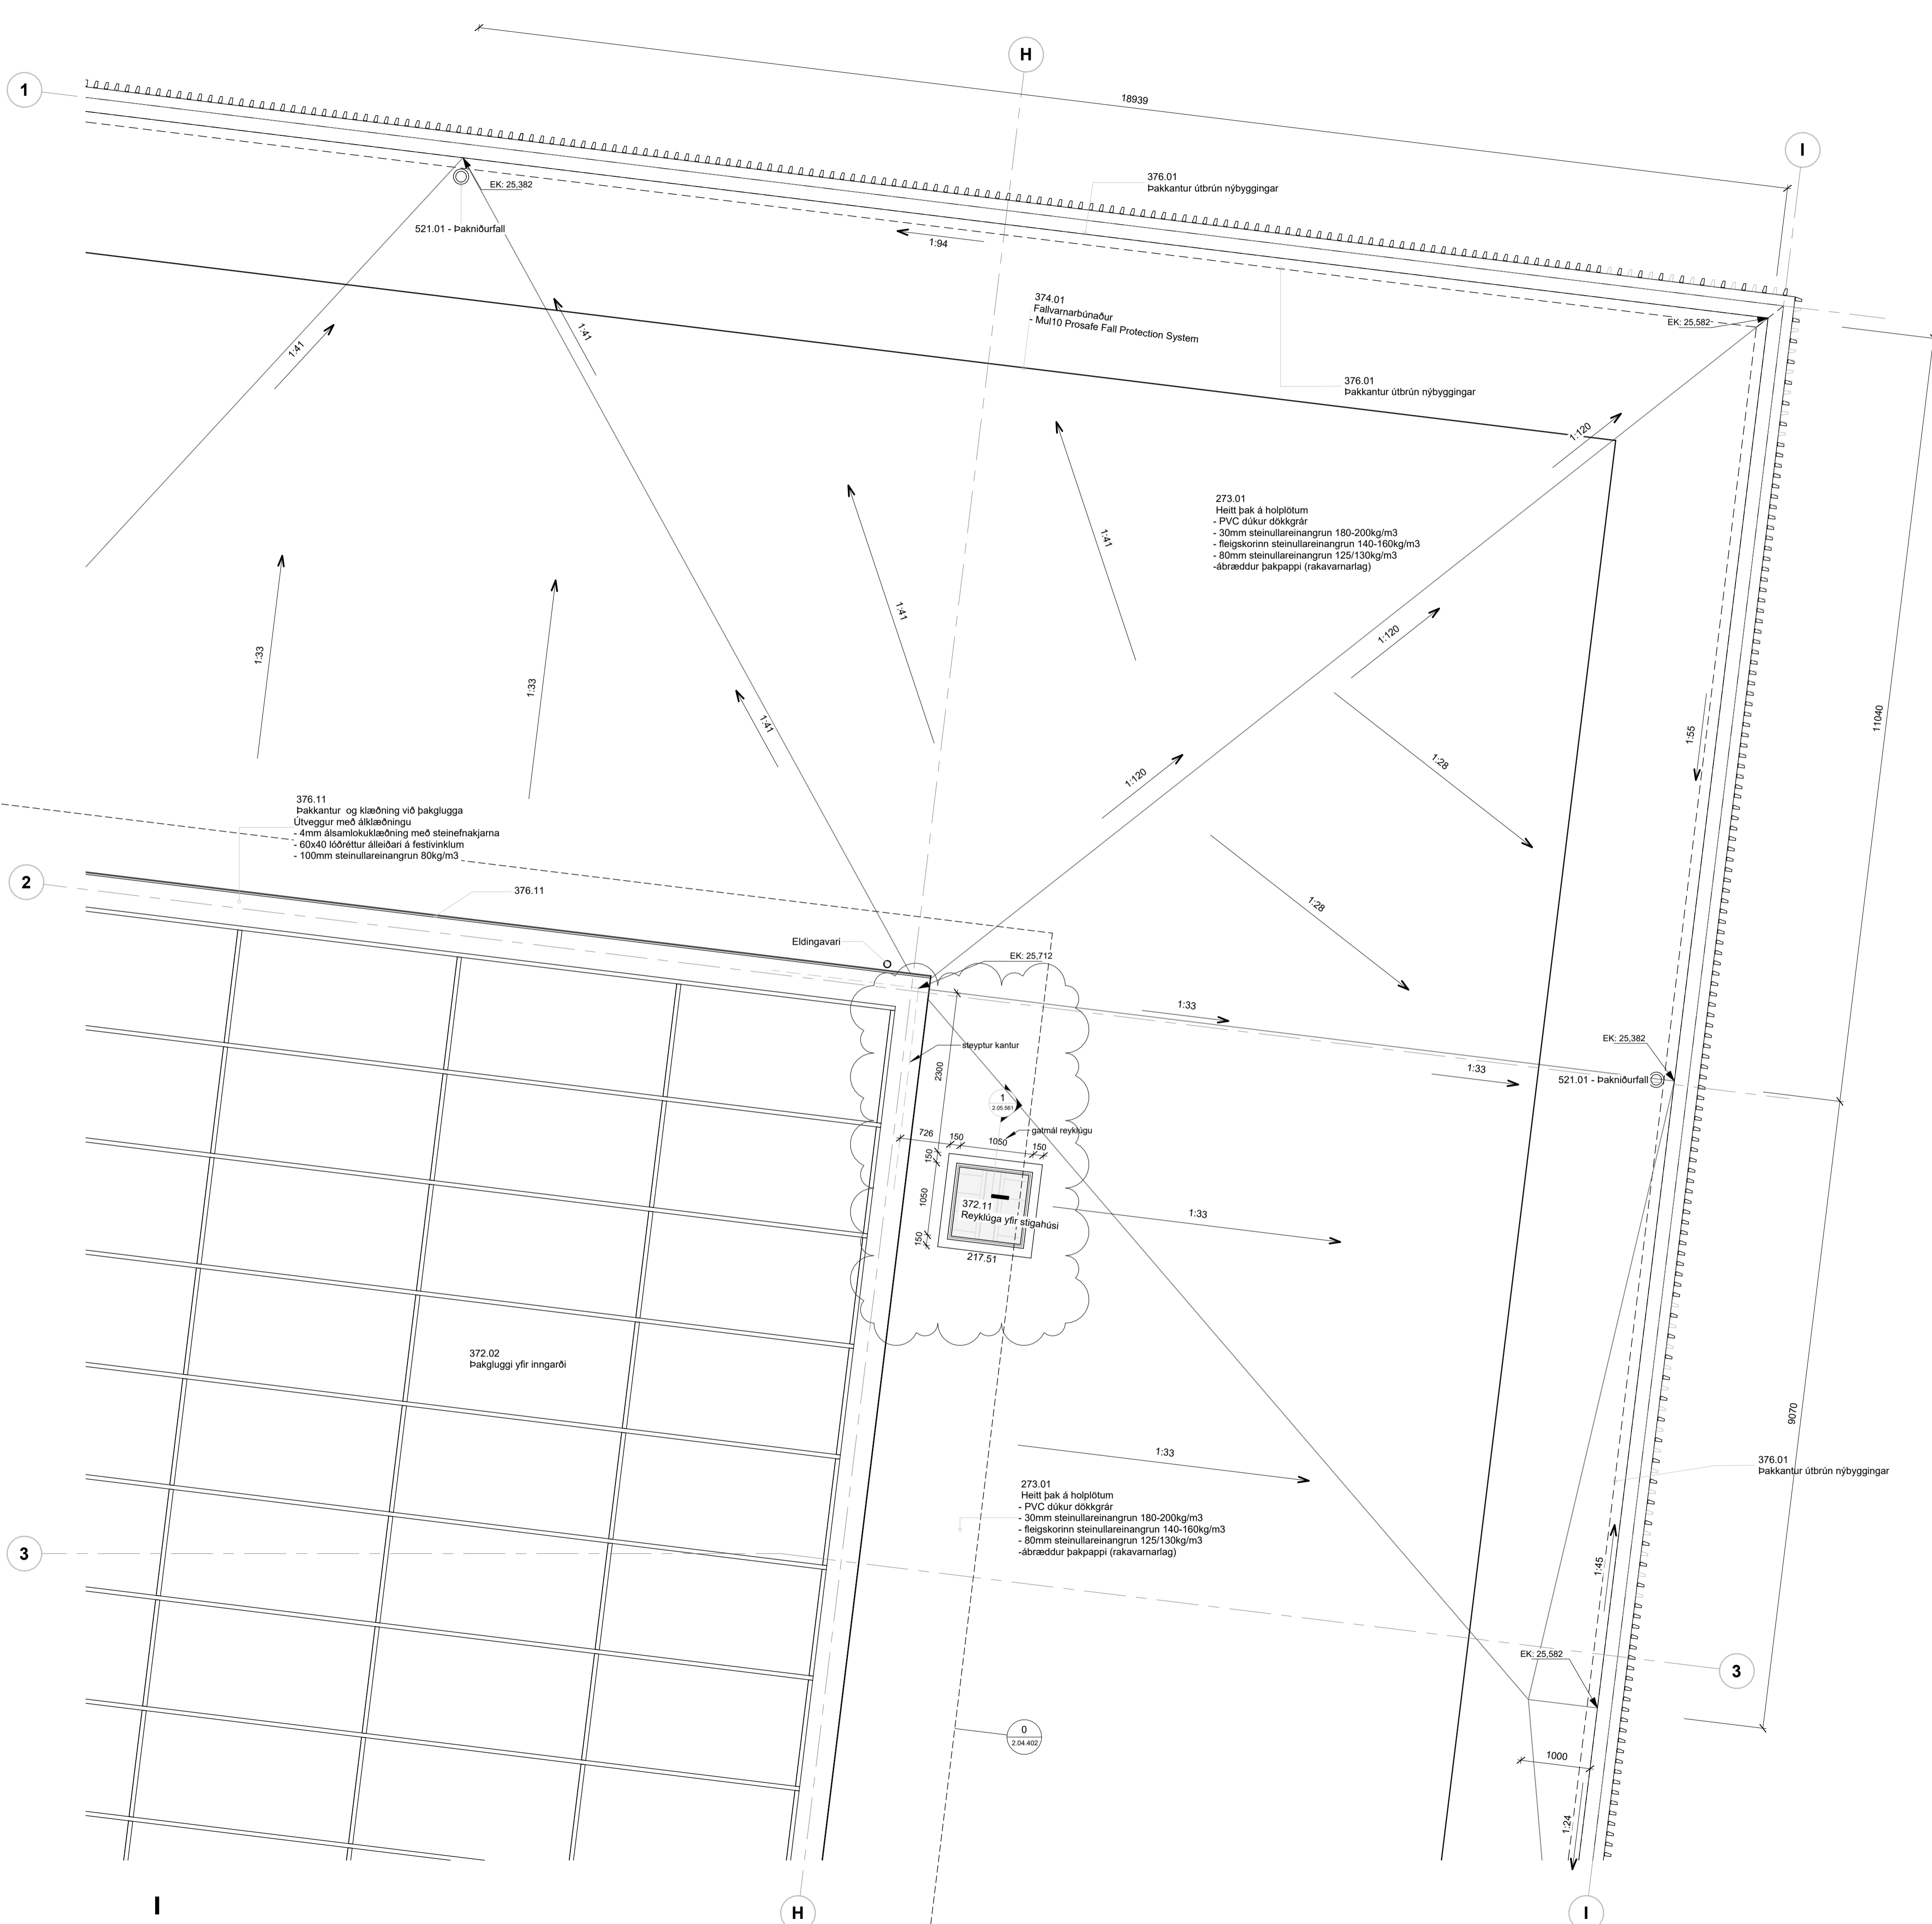 H
1
18939
I
EK: 25,382
376.01
Þakkantur útbrún nýbyggingar
521.01 - Þakniðurfall
1:94
374.01
Fallvarnarbúnaður
- Mul10 Prosafe Fall Protection System
EK: 25,582
1:41
1:41
376.01
Þakkantur útbrún nýbyggingar
1:120
273.01
Heitt þak á holplötum
- PVC dúkur dökkgrár
- 30mm steinullareinangrun 180-200kg/m3
- fleigskorinn steinullareinangrun 140-160kg/m3
- 80mm steinullareinangrun 125/130kg/m3
-ábræddur þakpappi (rakavarnarlag)
1:41
1:41
1:33
1:33
1:120
1:41
1:55
11040
1:28
1:120
376.11
Þakkantur og klæðning við þakglugga
Útveggur með álklæðningu
- 4mm álsamlokuklæðning með steinefnakjarna
- 60x40 lóðréttur álleiðari á festivinklum
- 100mm steinullareinangrun 80kg/m3
2
376.11
1:28
Eldingavari
EK: 25,712
1:33
EK: 25,382
steyptur kantur
2300
1:33
521.01 - Þakniðurfall
1
2.05.561
gatmál reyklúgu
726
150
1050
150
150
1050
150
372.11
Reyklúga yfir stigahúsi
217.51
1:33
372.02
Þakgluggi yfir inngarði
9070
1:33
376.01
Þakkantur útbrún nýbyggingar
273.01
Heitt þak á holplötum
- PVC dúkur dökkgrár
- 30mm steinullareinangrun 180-200kg/m3
- fleigskorinn steinullareinangrun 140-160kg/m3
- 80mm steinullareinangrun 125/130kg/m3
-ábræddur þakpappi (rakavarnarlag)
3
1:45
EK: 25,582
3
0
2.04.402
1000
1:24
I
H
I